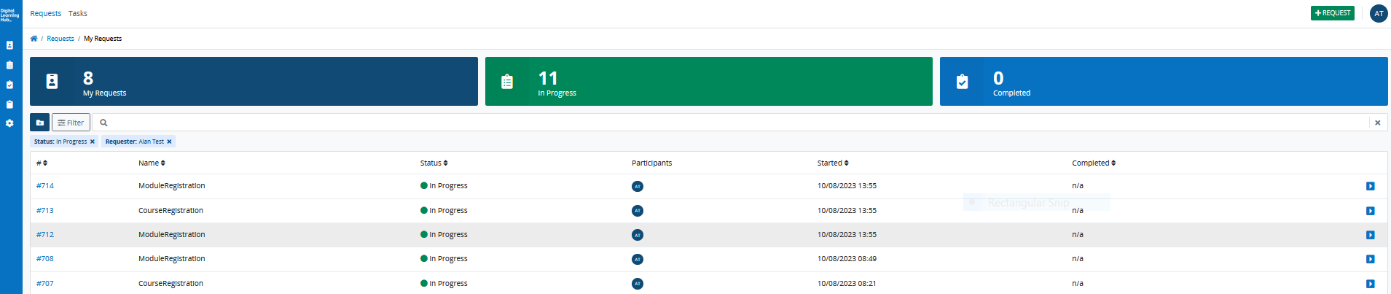 Digital
Learning
Hub.
Requests Tasks
+ REQUEST
AT
/ Requests / My Requests
8
My Requests
11
In Progress
0
Completed
Filter
Status: In Progress ×
Requester: Alan Test ×
# Name Status Participants Started Completed
#714 ModuleRegistration In Progress AT 10/08/2023 13:55 n/a
Rectangular Snip
#713 CourseRegistration In Progress AT 10/08/2023 13:55 n/a
#712 ModuleRegistration In Progress AT 10/08/2023 13:55 n/a
#708 ModuleRegistration In Progress AT 10/08/2023 08:49 n/a
#707 CourseRegistration In Progress AT 10/08/2023 08:21 n/a